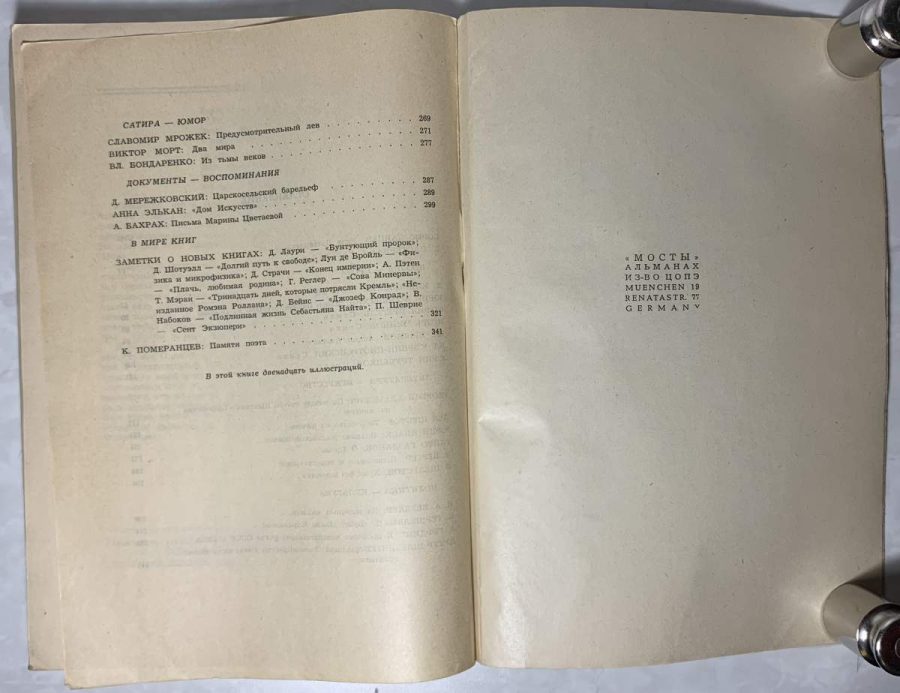 САТИРА — ЮМОР
СЛАВОМИР МРОЖЕК: Предусмотрительный лев . . . . . . . . 269
ВИКТОР МОРТ: Два мира . . . . . . . . . . . . . . . 271
ВЛ. БОНДАРЕНКО: Из тьмы веков . . . . . . . . . . . . 277
ДОКУМЕНТЫ — ВОСПОМИНАНИЯ
Д. МЕРЕЖКОВСКИЙ: Царскосельский барельеф . . . . . . . . 287
АННА ЭЛЬКАН: «Дом Искусств» . . . . . . . . . . . . . 289
А. БАХРАХ: Письма Марины Цветаевой . . . . . . . . . . 299
В МИРЕ КНИГ
ЗАМЕТКИ О НОВЫХ КНИГАХ: Д. Лаури — «Бунтующий пророк»;
Д. Шотуэлл — «Долгий путь к свободе»; Луи де Бройль — «Фи-
зика и микрофизика»; Д. Страчи — «Конец империи»; А. Пэтен
— «Плачь, любимая родина»; Г. Реглер — «Сова Минервы»;
Т. Мэраи — «Тринадцать дней, которые потрясли Кремль»; «Не-
изданное Ромэна Роллана»; Д. Бейнс — «Джозеф Конрад»; В.
Набоков — «Подлинная жизнь Себастьяна Найта»; П. Шеврие
— «Сент Экзюпери» . . . . . . . . . . . . . . . . 321
К. ПОМЕРАНЦЕВ: Памяти поэта . . . . . . . . . . . . . 341
В этой книге двенадцать иллюстраций.
«МОСТЫ»
АЛЬМАНАХ
ИЗ-ВО ЦОПЭ
MUENCHEN 19
RENATASTR. 77
GERMANY